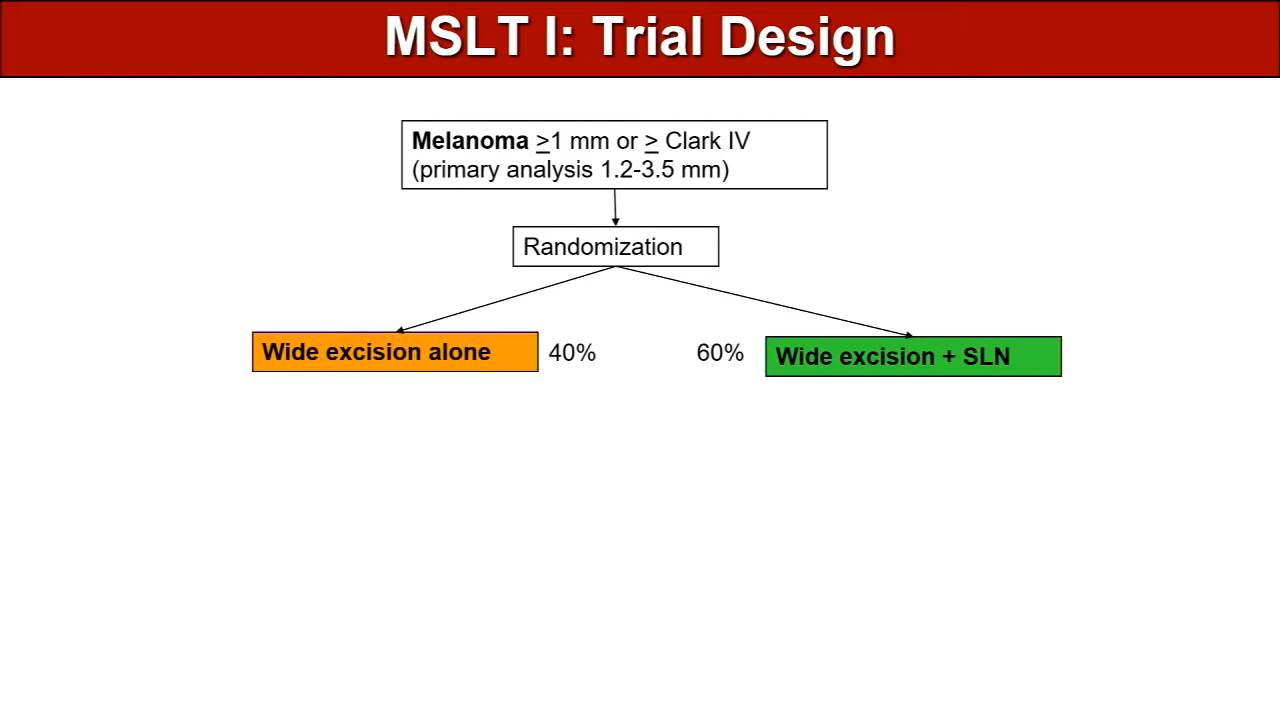 MSLT I: Trial Design
Melanoma ≥1 mm or ≥ Clark IV
(primary analysis 1.2-3.5 mm)
Randomization
Wide excision alone
40%
60%
Wide excision + SLN